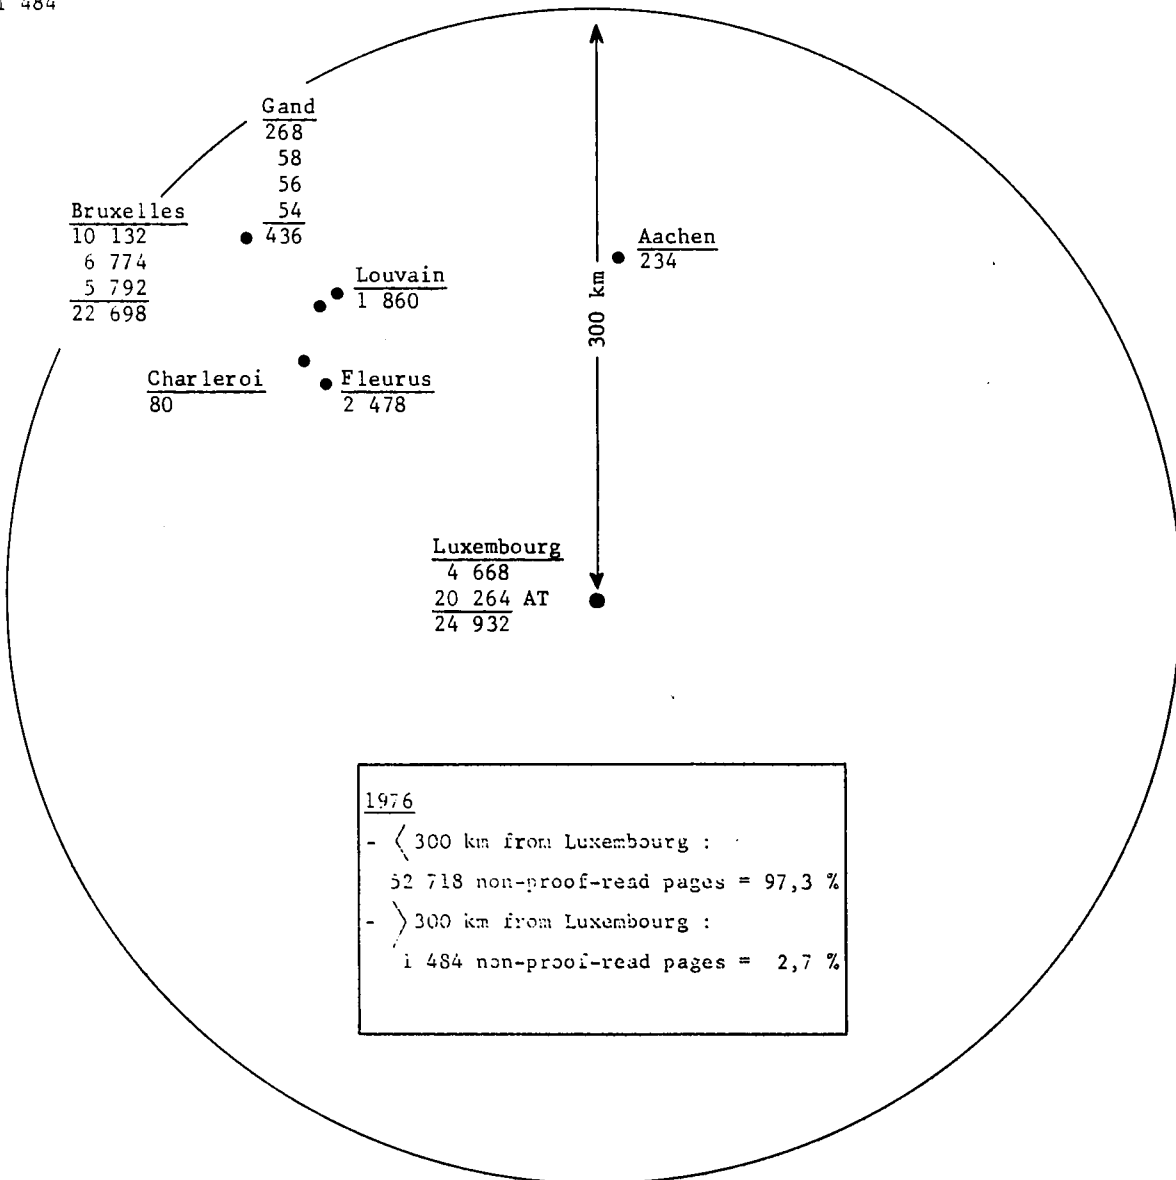 1 484
Gand
268
58
56
54
436
Bruxelles
10 132
6 774
5 792
22 698
Louvain
1 860
Aachen
234
300 km
Charleroi
80
Fleurus
2 478
Luxembourg
4 668
20 264 AT
24 932
1976
- < 300 km from Luxembourg :
52 718 non-proof-read pages = 97,3 %
- > 300 km from Luxembourg :
1 484 non-proof-read pages = 2,7 %